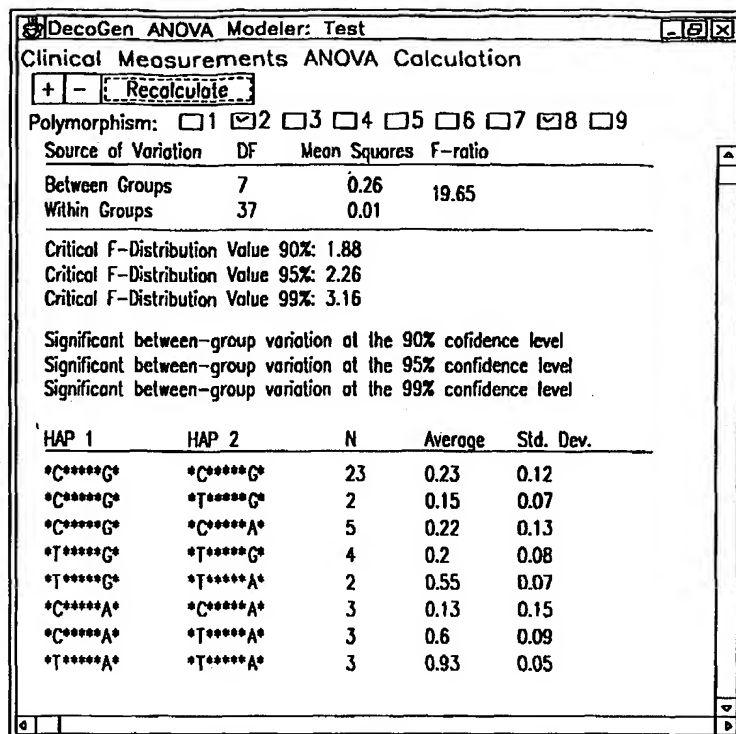 DecoGen ANOVA Modeler: Test
Clinical Measurements ANOVA Calculation
+ - Recalculate
Polymorphism: 1 2 3 4 5 6 7 8 9
Source of Variation DF Mean Squares F-ratio
Between Groups 7 0.26 19.65
Within Groups 37 0.01
Critical F-Distribution Value 90%: 1.88
Critical F-Distribution Value 95%: 2.26
Critical F-Distribution Value 99%: 3.16
Significant between-group variation at the 90% cofidence level
Significant between-group variation at the 95% confidence level
Significant between-group variation at the 99% confidence level
HAP 1 HAP 2 N Average Std. Dev.
*C*****G* *C*****G* 23 0.23 0.12
*C*****G* *T*****G* 2 0.15 0.07
*C*****G* *C*****A* 5 0.22 0.13
*T*****G* *T*****G* 4 0.2 0.08
*T*****G* *T*****A* 2 0.55 0.07
*C*****A* *C*****A* 3 0.13 0.15
*C*****A* *T*****A* 3 0.6 0.09
*T*****A* *T*****A* 3 0.93 0.05